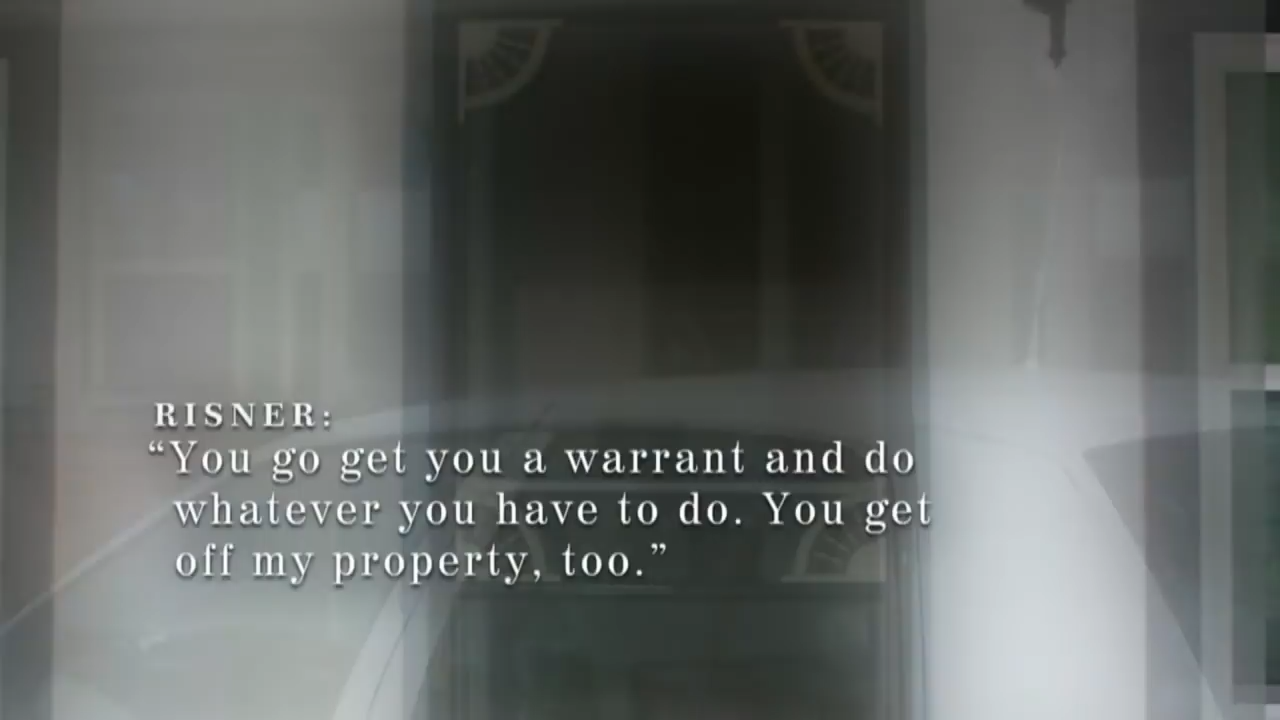 RISNER:
“You go get you a warrant and do
whatever you have to do. You get
off my property, too.”